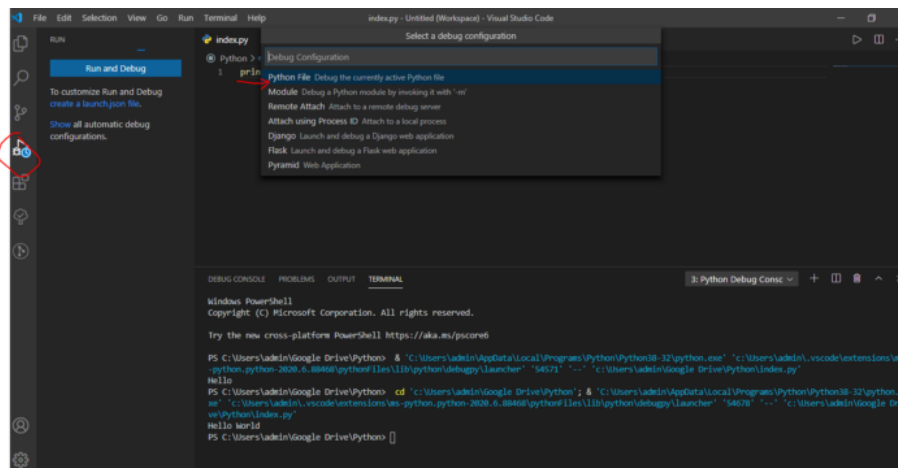 File Edit Selection View Go Run Terminal Help
index.py - Untitled (Workspace) - Visual Studio Code
RUN
Run and Debug
To customize Run and Debug
create a launch.json file.
Show all automatic debug
configurations.
index.py
Python >
1 prin
Select a debug configuration
Debug Configuration
Python File Debug the currently active Python file
Module Debug a Python module by invoking it with '-m'
Remote Attach Attach to a remote debug server
Attach using Process ID Attach to a local process
Django Launch and debug a Django web application
Flask Launch and debug a Flask web application
Pyramid Web Application
DEBUG CONSOLE PROBLEMS OUTPUT TERMINAL
3: Python Debug Consc
Windows PowerShell
Copyright (C) Microsoft Corporation. All rights reserved.
Try the new cross-platform PowerShell https://aka.ms/pscore6
PS C:\Users\admin\Google Drive\Python> & 'C:\Users\admin\AppData\Local\Programs\Python\Python38-32\python.exe' 'c:\Users\admin\.vscode\extensions\m
-python.python-2020.6.88468\pythonFiles\lib\python\debugpy\launcher' '54571' '--' 'c:\Users\admin\Google Drive\Python\index.py'
Hello
PS C:\Users\admin\Google Drive\Python> cd 'c:\Users\admin\Google Drive\Python'; & 'C:\Users\admin\AppData\Local\Programs\Python\Python38-32\python.
xe' 'c:\Users\admin\.vscode\extensions\ms-python.python-2020.6.88468\pythonFiles\lib\python\debugpy\launcher' '54678' '--' 'c:\Users\admin\Google Dr
ve\Python\index.py'
Hello World
PS C:\Users\admin\Google Drive\Python>